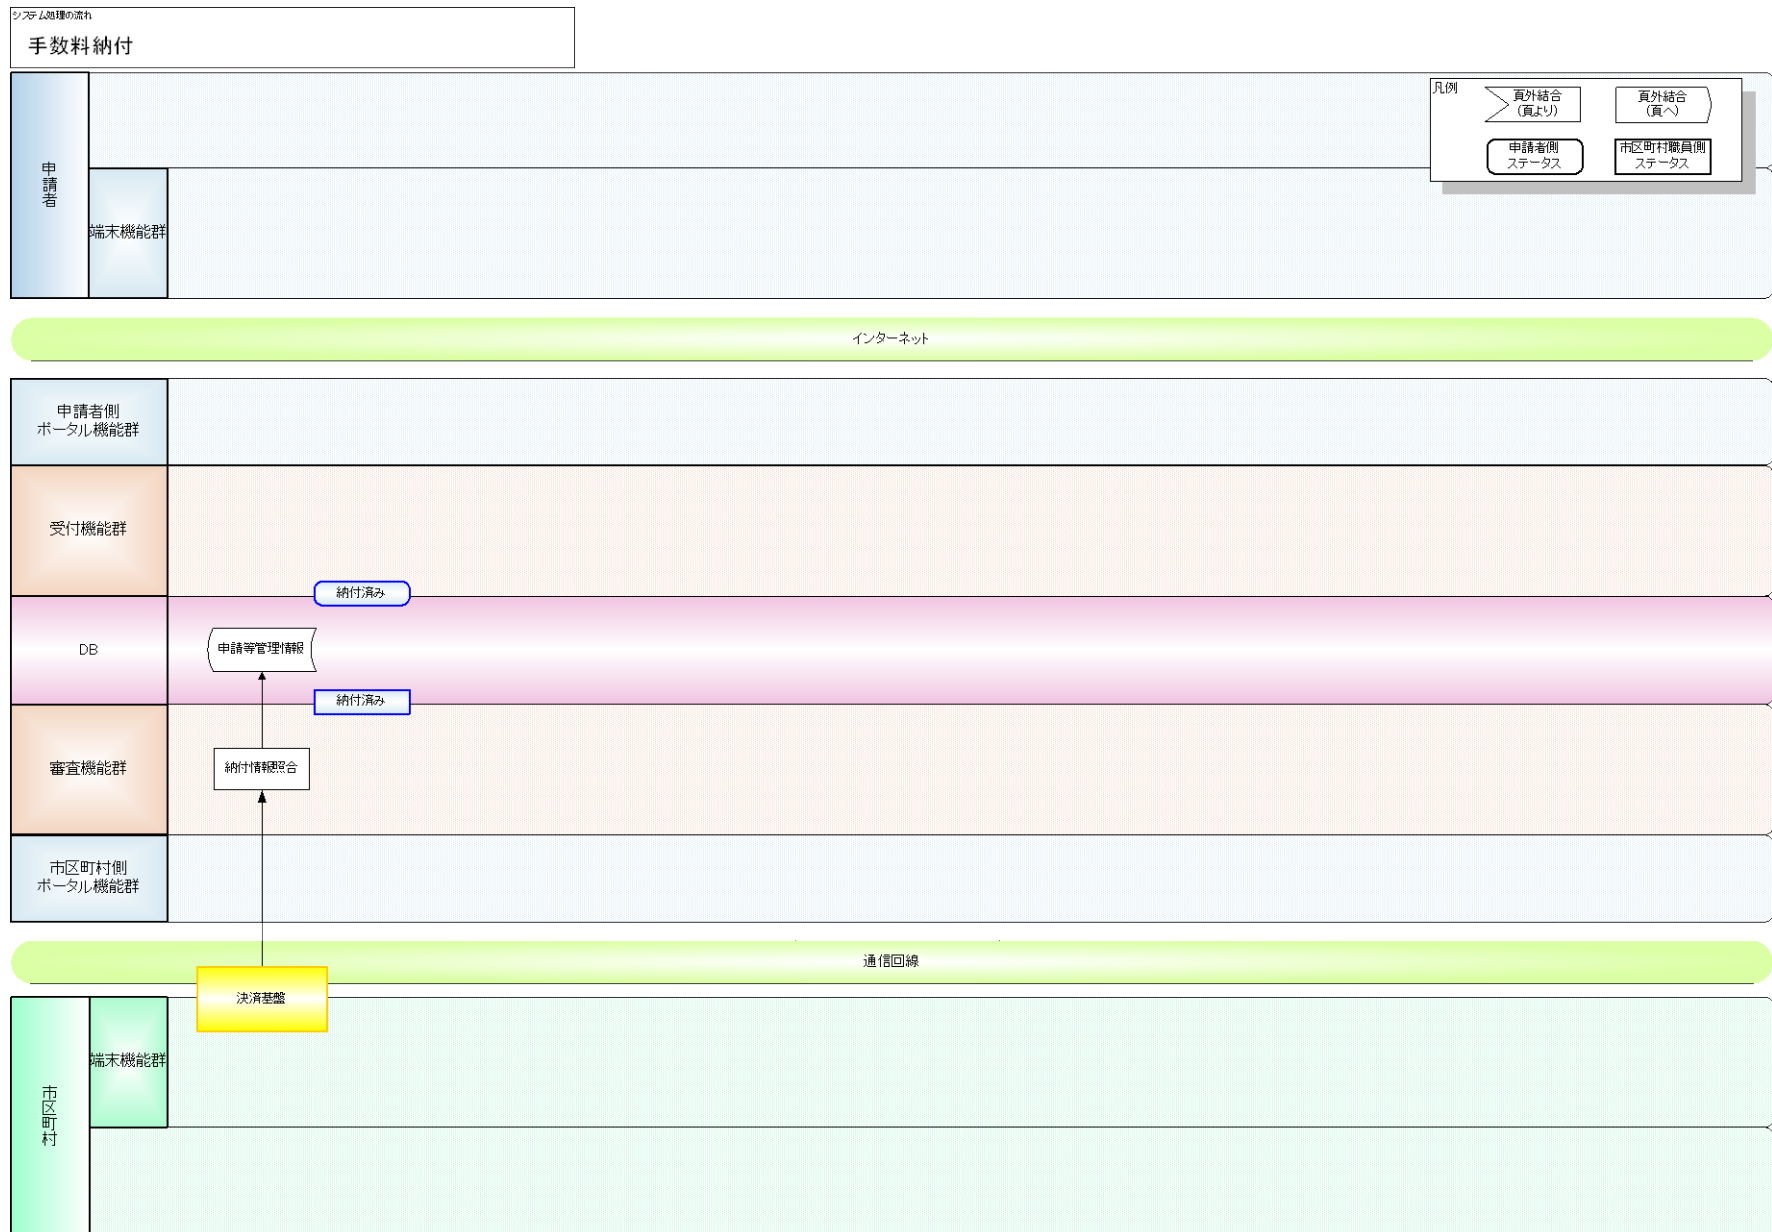 システム処理の流れ
手数料納付
凡例
頁外結合
(頁より)
頁外結合
(頁へ)
申請者側
ステータス
市区町村職員側
ステータス
申請者
端末機能群
インターネット
申請者側
ポータル機能群
受付機能群
納付済み
DB
申請等管理情報
納付済み
審査機能群
納付情報照合
市区町村側
ポータル機能群
通信回線
決済基盤
端末機能群
市区町村